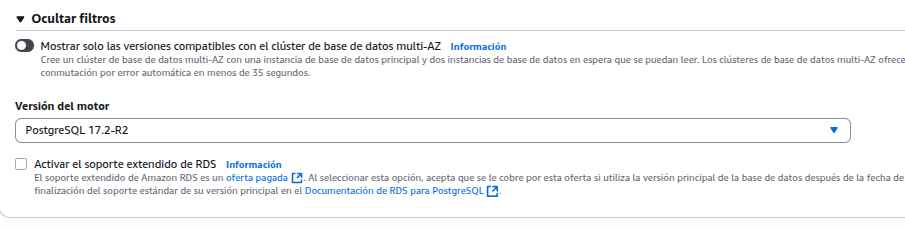 Ocultar filtros
Mostrar solo las versiones compatibles con el clúster de base de datos multi-AZ Información
Cree un clúster de base de datos multi-AZ con una instancia de base de datos principal y dos instancias de base de datos en espera que se puedan leer. Los clústeres de base de datos multi-AZ ofrece
conmutación por error automática en menos de 35 segundos.
Versión del motor
PostgreSQL 17.2-R2
Activar el soporte extendido de RDS Información
El soporte extendido de Amazon RDS es un oferta pagada. Al seleccionar esta opción, acepta que se le cobre por esta oferta si utiliza la versión principal de la base de datos después de la fecha de
finalización del soporte estándar de su versión principal en el Documentación de RDS para PostgreSQL.